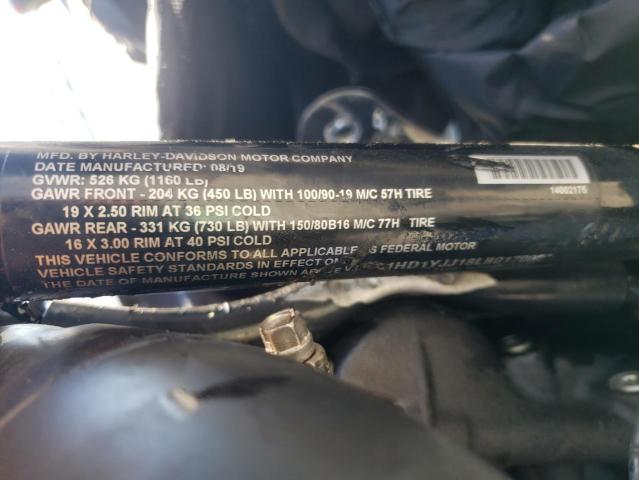 MFD. BY HARLEY-DAVIDSON MOTOR COMPANY
DATE MANUFACTURED: 08/19
GVWR: 526 KG (1160 LB)
GAWR FRONT - 204 KG (450 LB) WITH 100/90-19 M/C 57H TIRE
19 X 2.50 RIM AT 36 PSI COLD
GAWR REAR - 331 KG (730 LB) WITH 150/80B16 M/C 77H TIRE
16 X 3.00 RIM AT 40 PSI COLD
THIS VEHICLE CONFORMS TO ALL APPLICABLE US FEDERAL MOTOR
VEHICLE SAFETY STANDARDS IN EFFECT ON
THE DATE OF MANUFACTURE SHOWN
14002175